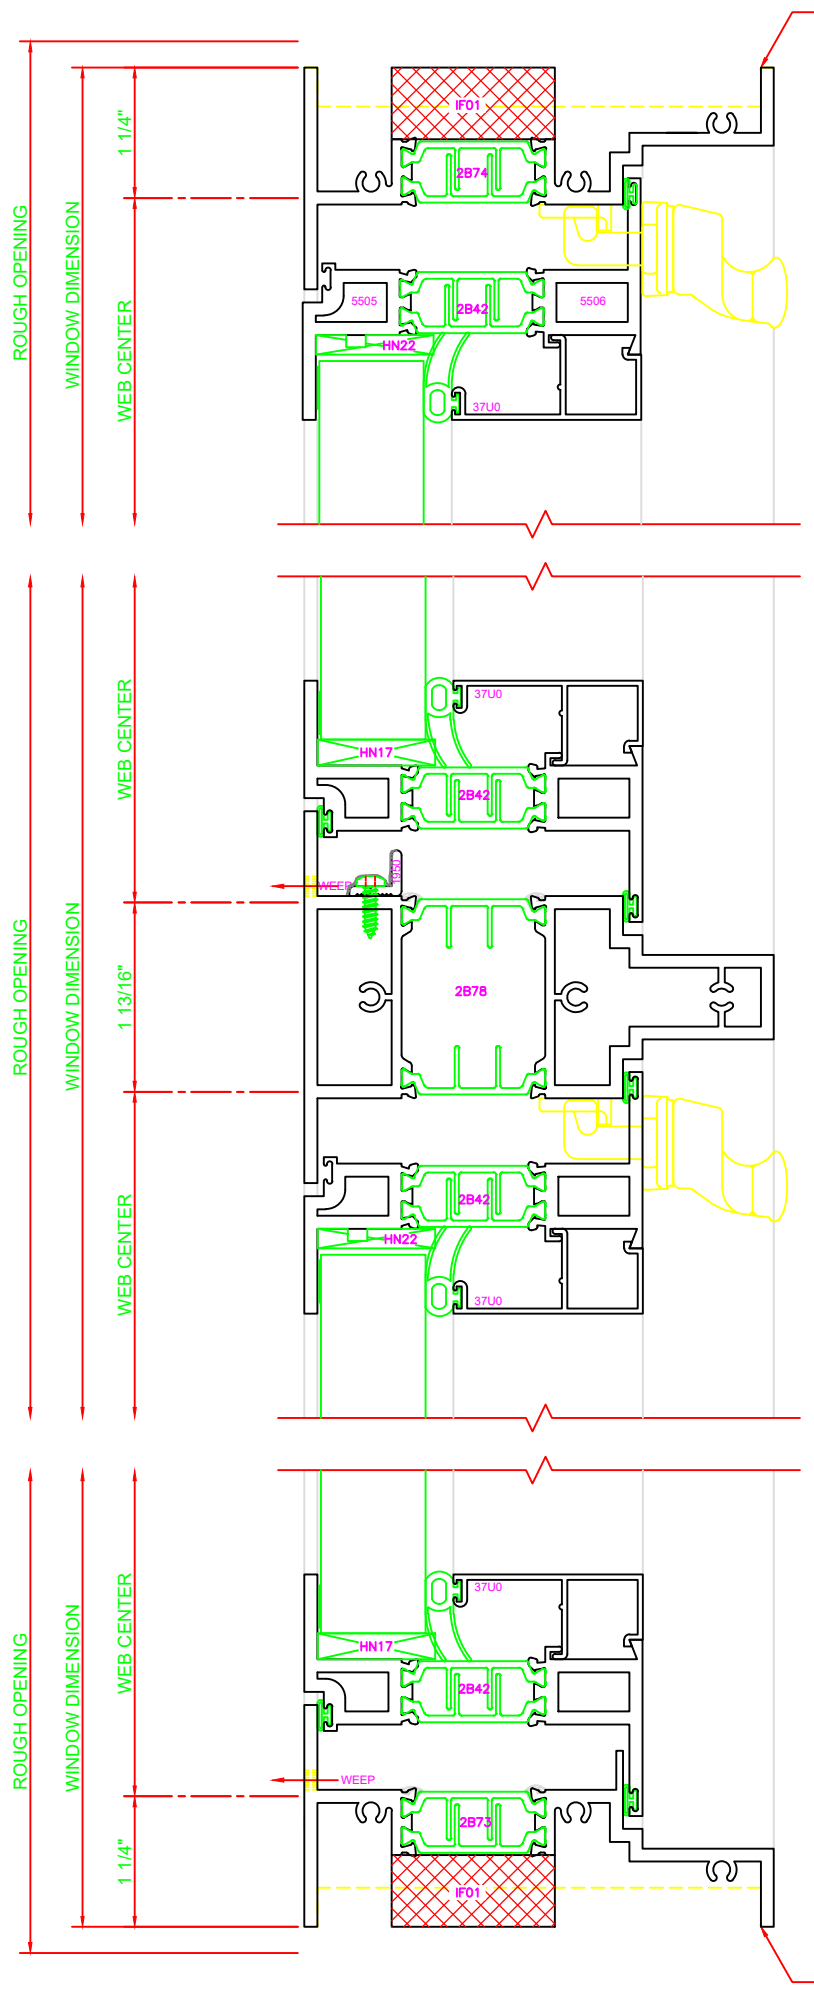 IF01
1 1/4"
2B74
ROUGH OPENING
WINDOW DIMENSION
WEB CENTER
5505
2B42
5506
HN22
37U0
37U0
WEB CENTER
HN17
2B42
1950
WEEP
ROUGH OPENING
WINDOW DIMENSION
1 13/16"
2B78
2B42
WEB CENTER
HN22
37U0
37U0
WEB CENTER
HN17
2B42
ROUGH OPENING
WINDOW DIMENSION
WEEP
2B73
1 1/4"
IF01